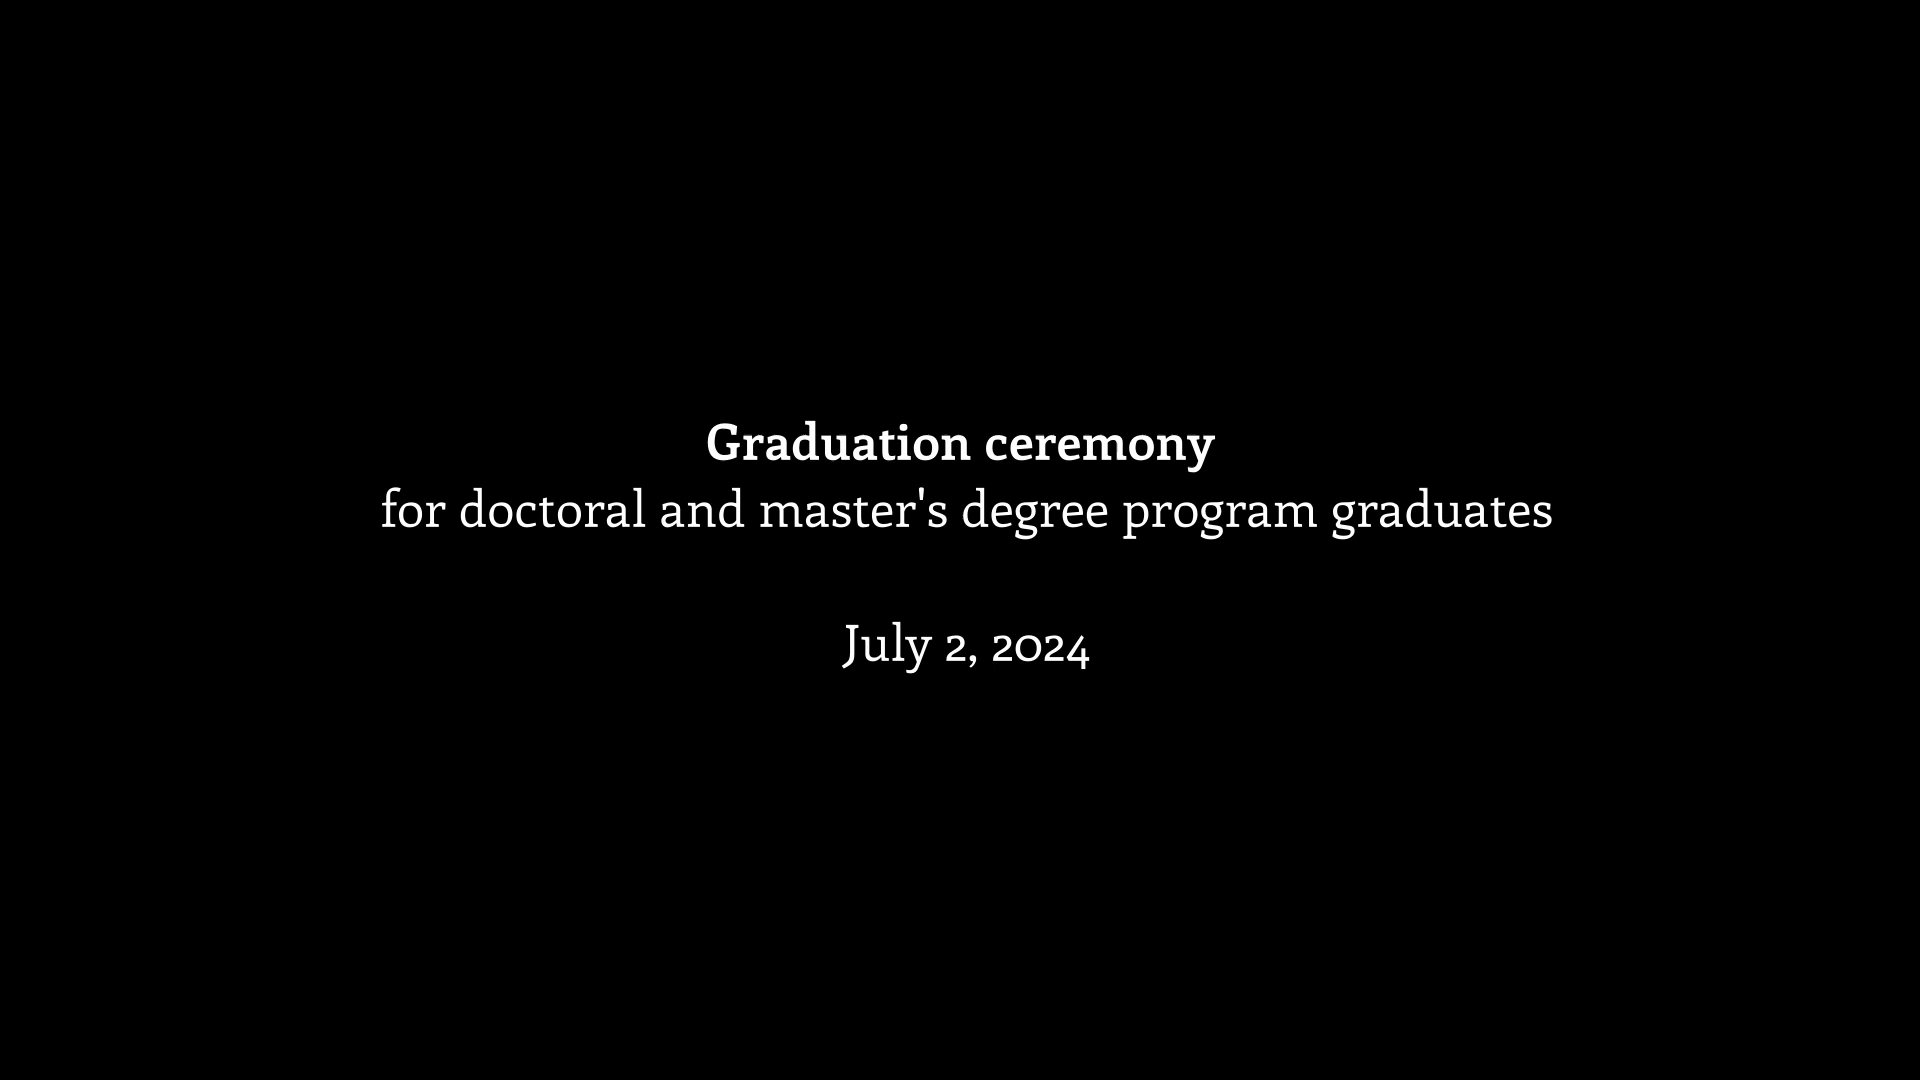 Graduation ceremony
for doctoral and master's degree program graduates
July 2, 2024